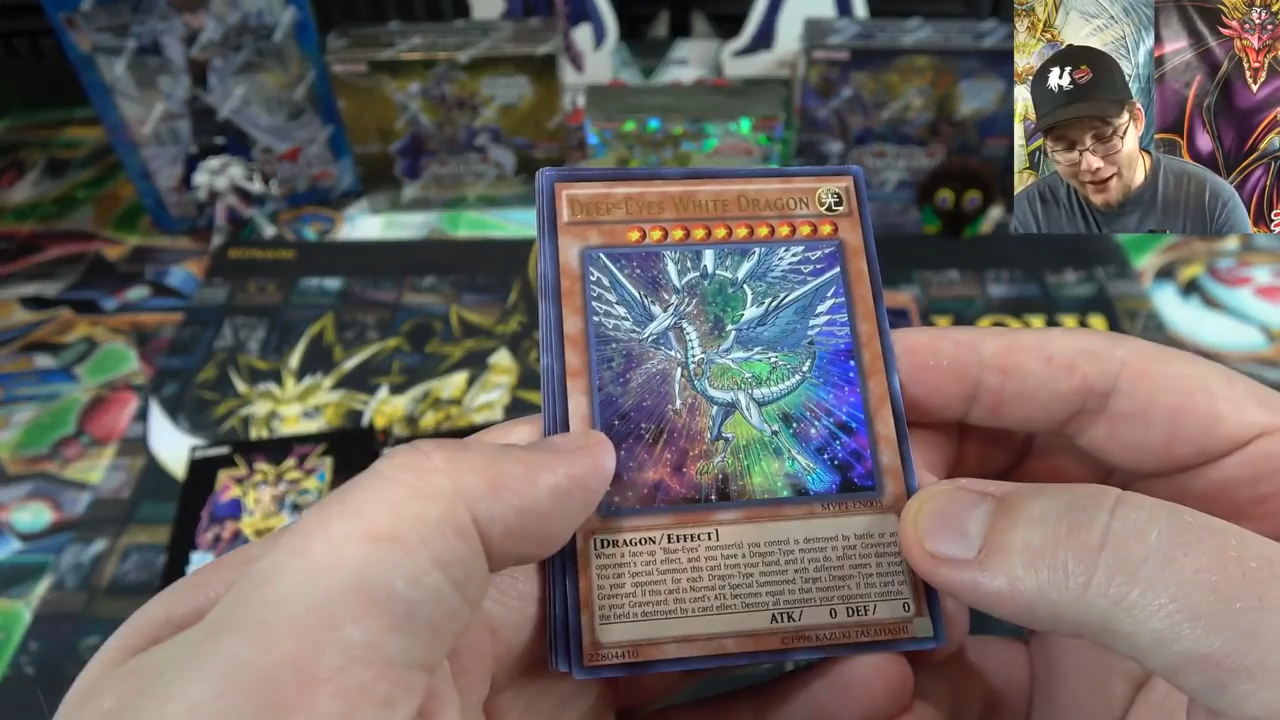 DEEP-EYES WHITE DRAGON
光
MVP1-EN005
[DRAGON/EFFECT]
When a face-up "Blue-Eyes" monster(s) you control is destroyed by battle or an
opponent's card effect, and you have a Dragon-Type monster in your Graveyard:
You can Special Summon this card from your hand, and if you do, inflict 600 damage
to your opponent for each Dragon-Type monster with different names in your
Graveyard. If this card is Normal or Special Summoned: Target 1 Dragon-Type monster
in your Graveyard; this card's ATK becomes equal to that monster's. If this card on
the field is destroyed by a card effect: Destroy all monsters your opponent controls.
ATK/ 0 DEF/ 0
22804410
©1996 KAZUKI TAKAHASHI
KONAMI